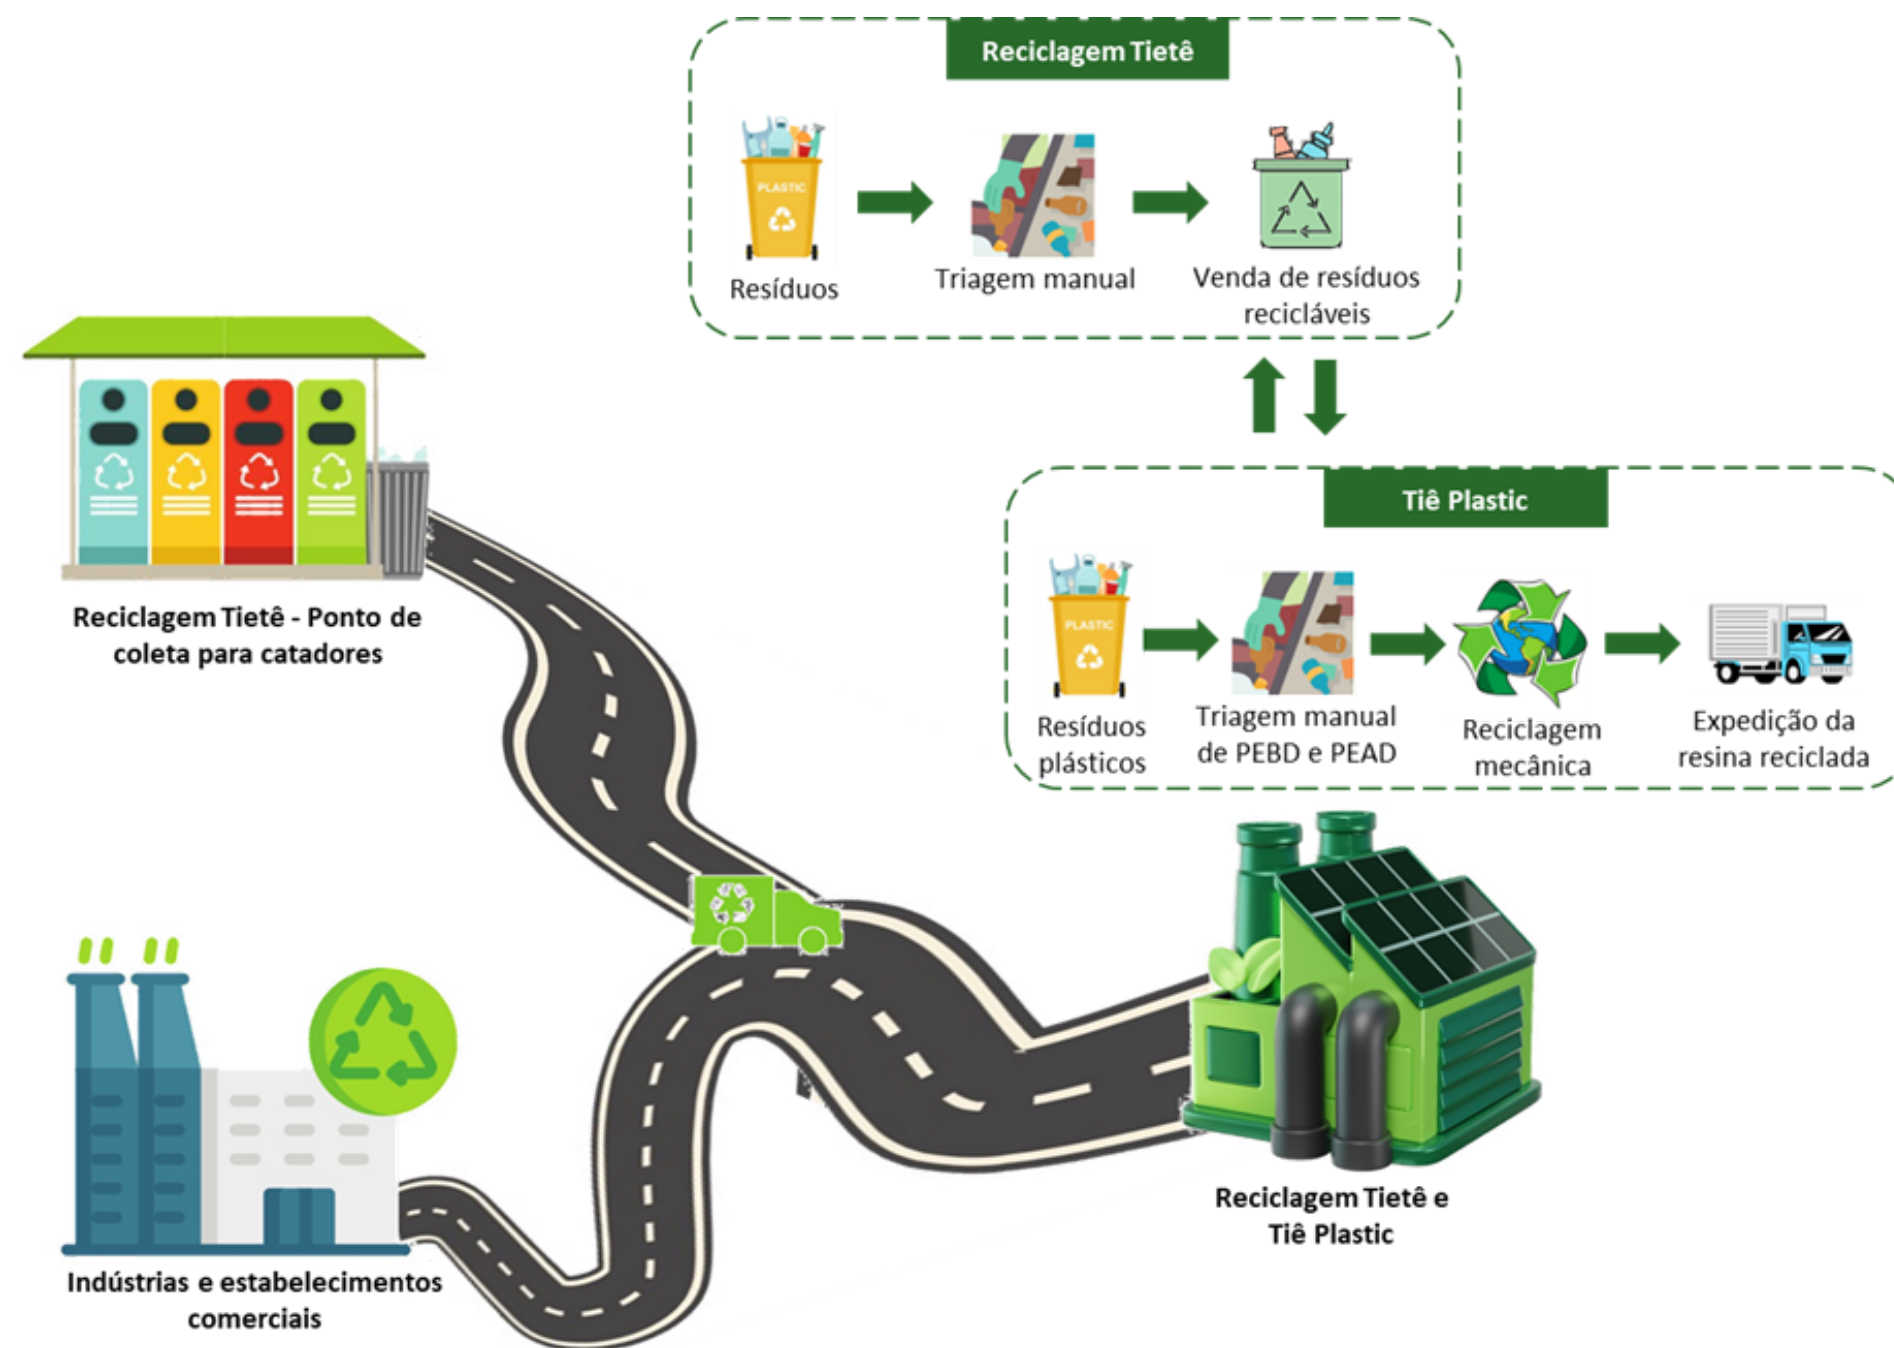 Reciclagem Tietê
PLASTIC
Resíduos
Triagem manual
Venda de resíduos
recicláveis
Reciclagem Tietê - Ponto de
coleta para catadores
Tiê Plastic
PLASTIC
Resíduos
plásticos
Triagem manual
de PEBD e PEAD
Reciclagem
mecânica
Expedição da
resina reciclada
Indústrias e estabelecimentos
comerciais
Reciclagem Tietê e
Tiê Plastic